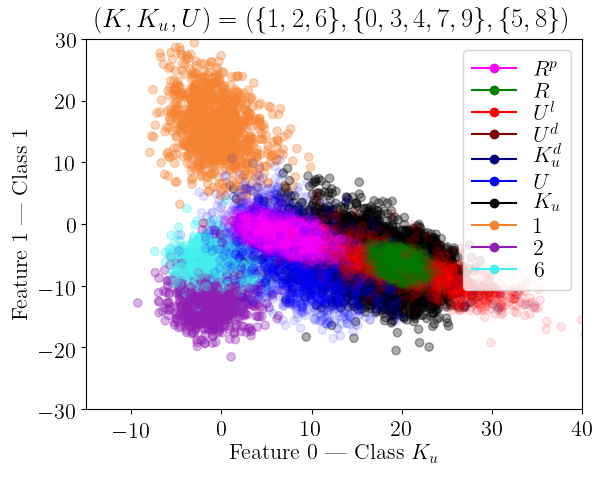 (K, K_u, U) = ({1, 2, 6}, {0, 3, 4, 7, 9}, {5, 8})
30
20
10
0
−10
−20
−30
Feature 1 — Class 1
R^p
R
U^l
U^d
K_u^d
U
K_u
1
2
6
−10 0 10 20 30 40
Feature 0 — Class K_u